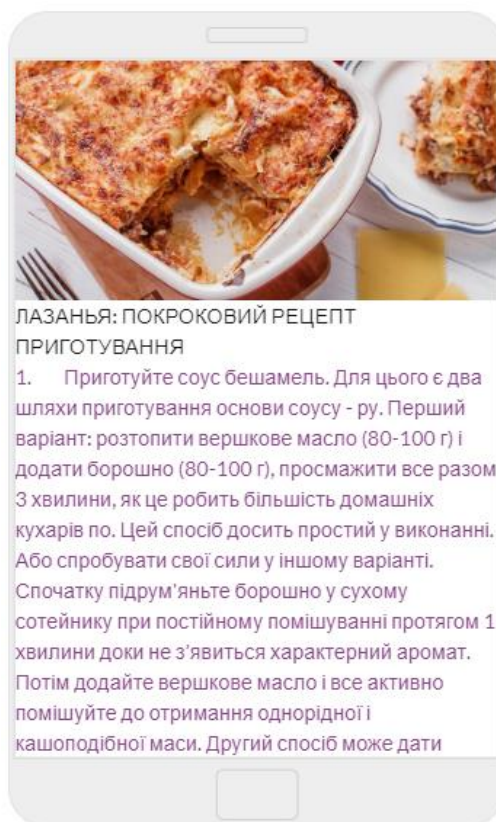 ЛАЗАНЬЯ: ПОКРОКОВИЙ РЕЦЕПТ
ПРИГОТУВАННЯ
1. Приготуйте соус бешамель. Для цього є два
шляхи приготування основи соусу - ру. Перший
варіант: розтопити вершкове масло (80-100 г) і
додати борошно (80-100 г), просмажити все разом
3 хвилини, як це робить більшість домашніх
кухарів по. Цей спосіб досить простий у виконанні.
Або спробувати свої сили у іншому варіанті.
Спочатку підрум'яньте борошно у сухому
сотейнику при постійному помішуванні протягом 1
хвилини доки не з’явиться характерний аромат.
Потім додайте вершкове масло і все активно
помішуйте до отримання однорідної і
кашоподібної маси. Другий спосіб може дати